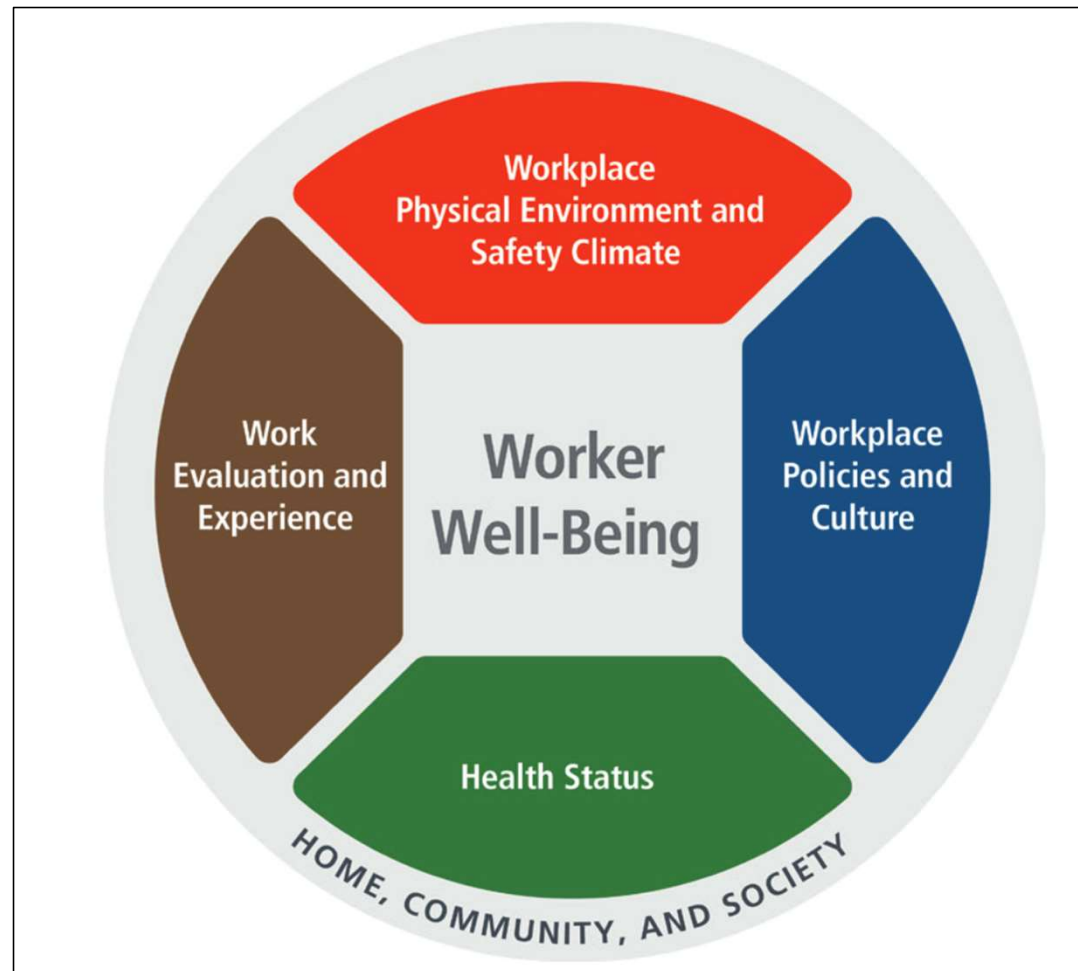 Workplace
Physical Environment and
Safety Climate
Work
Evaluation and
Experience
Worker
Well-Being
Workplace
Policies and
Culture
Health Status
HOME, COMMUNITY, AND SOCIETY